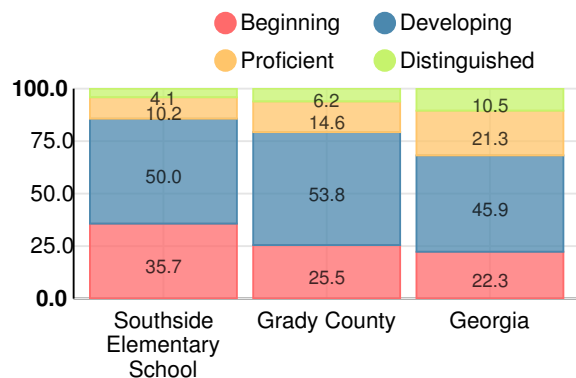 Beginning
Developing
Proficient
Distinguished
100.0
75.0
50.0
25.0
0.0
4.1
10.2
50.0
35.7
6.2
14.6
53.8
25.5
10.5
21.3
45.9
22.3
Southside
Elementary
School
Grady County
Georgia